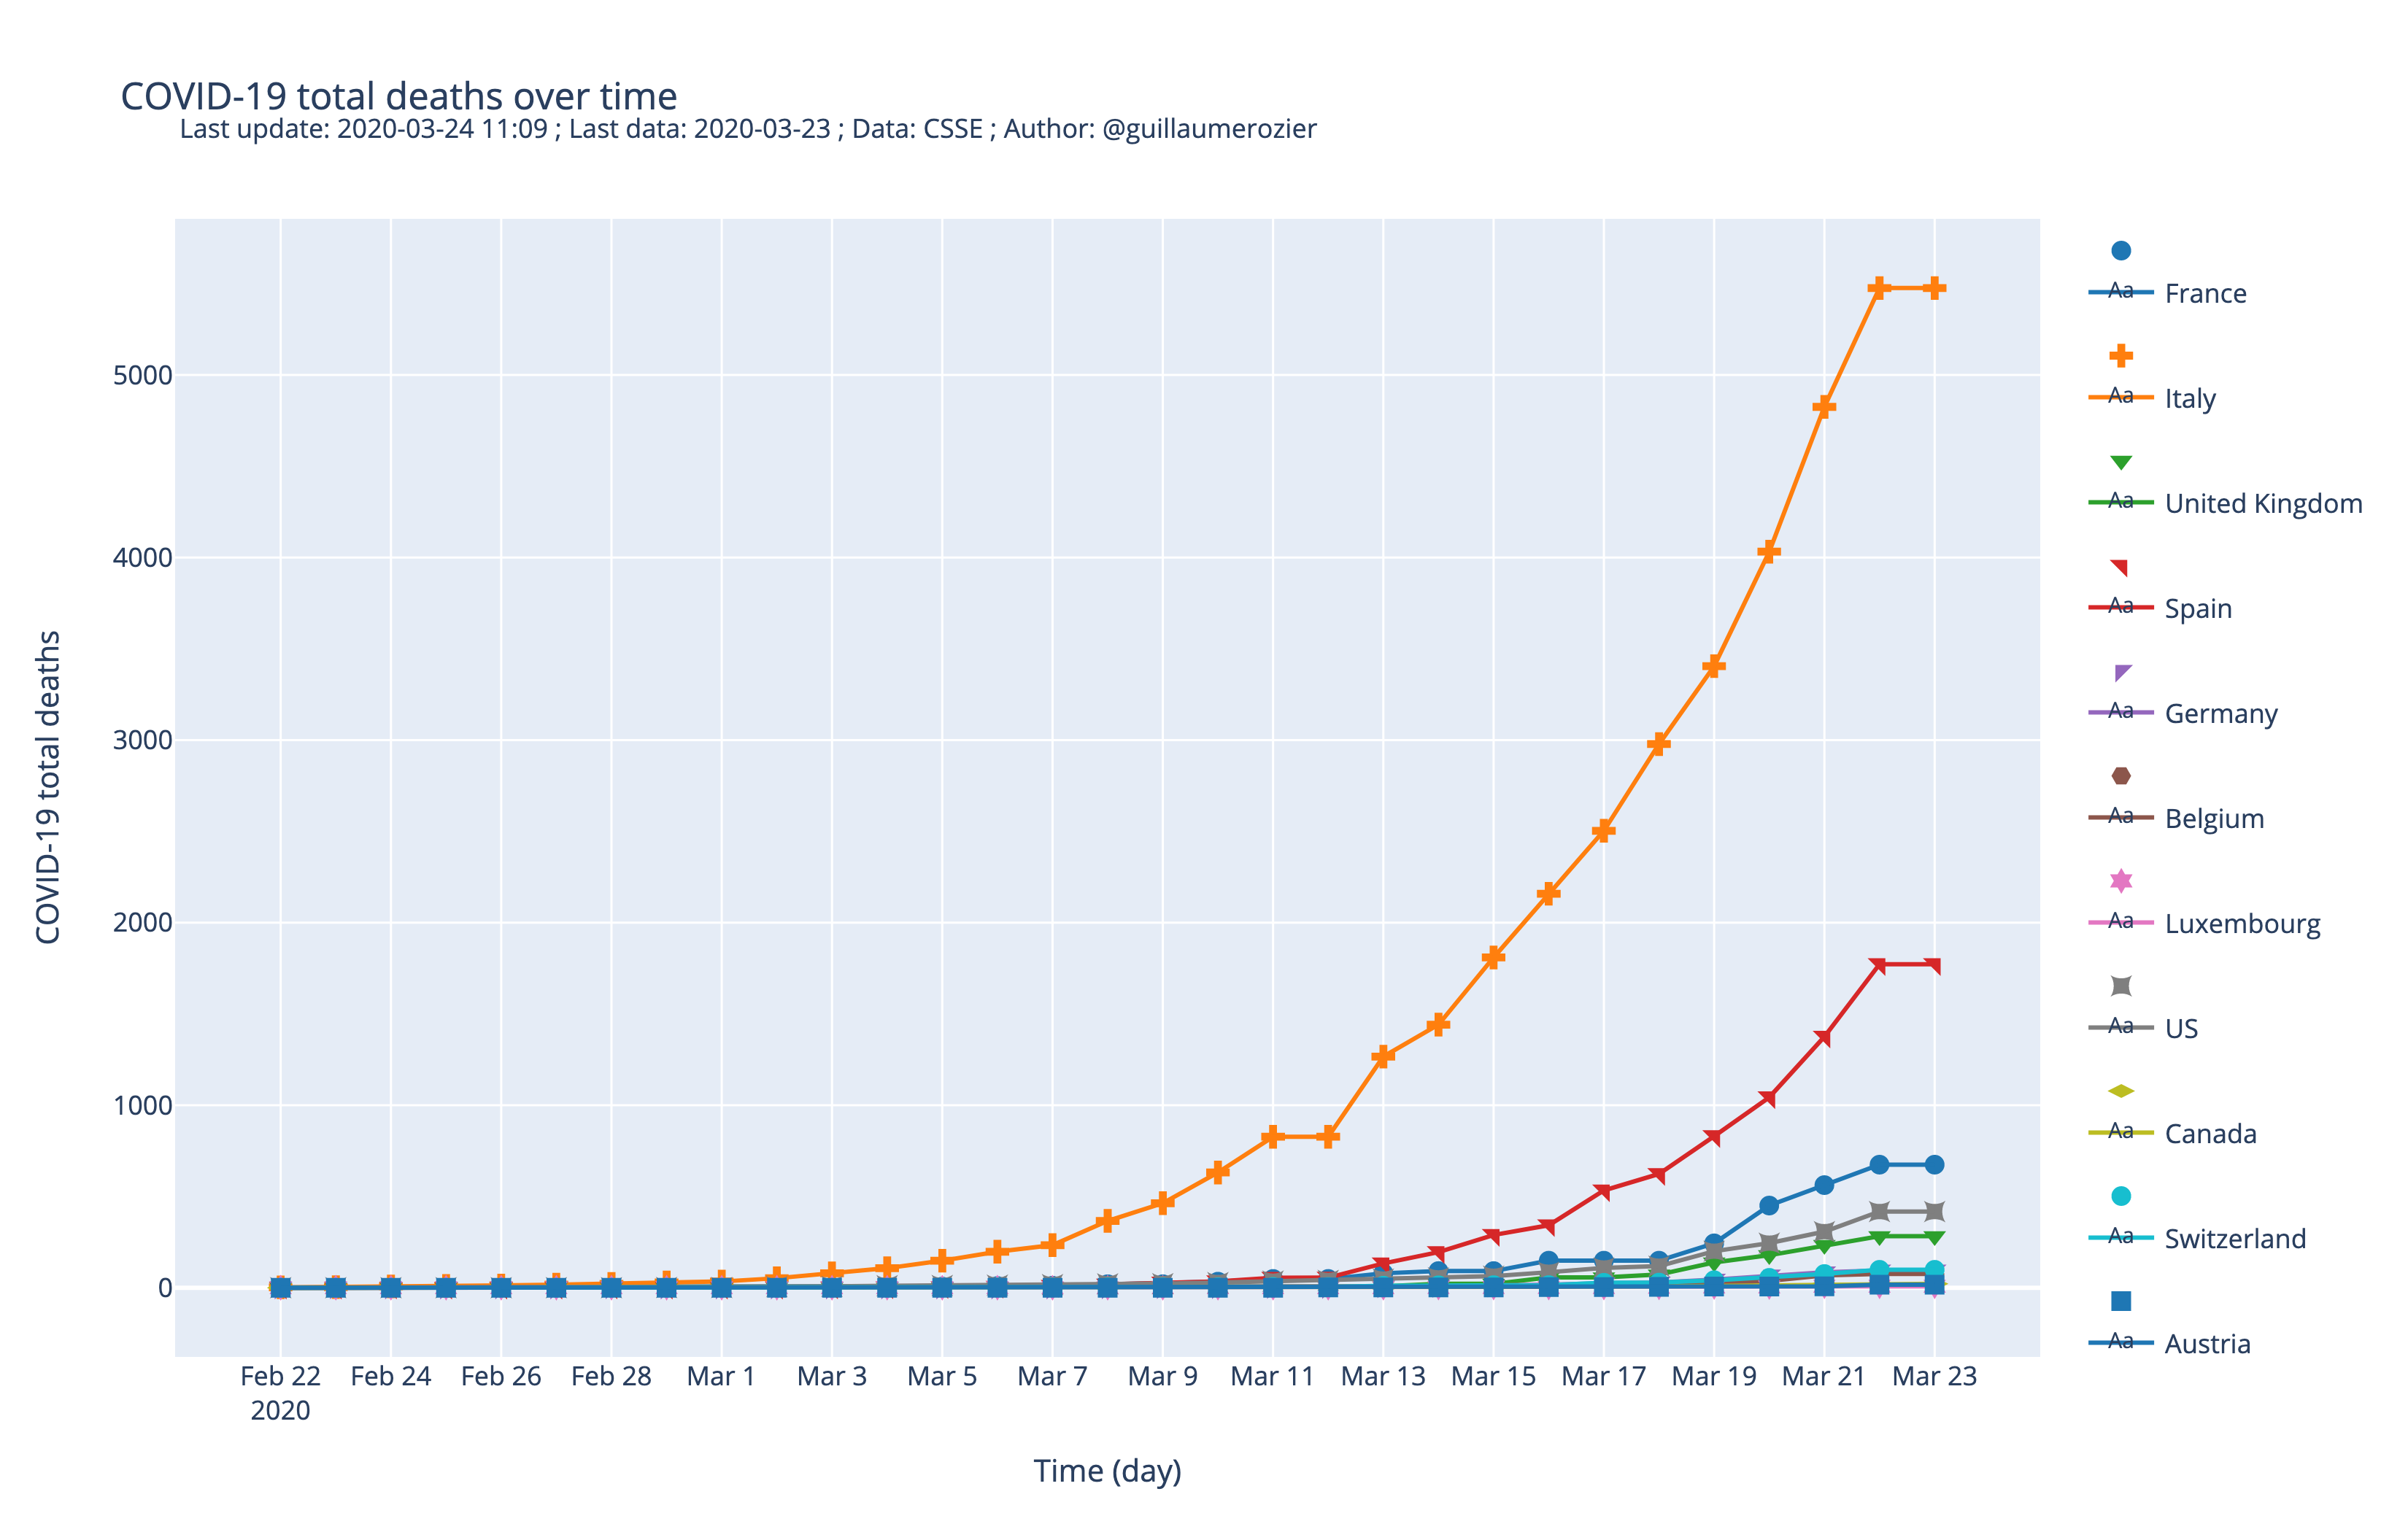 COVID-19 total deaths over time
Last update: 2020-03-24 11:09 ; Last data: 2020-03-23 ; Data: CSSE ; Author: @guillaumerozier
COVID-19 total deaths
5000
4000
3000
2000
1000
0
Feb 22 Feb 24 Feb 26 Feb 28 Mar 1 Mar 3 Mar 5 Mar 7 Mar 9 Mar 11 Mar 13 Mar 15 Mar 17 Mar 19 Mar 21 Mar 23
2020
Time (day)
Aa France
Aa Italy
Aa United Kingdom
Aa Spain
Aa Germany
Aa Belgium
Aa Luxembourg
Aa US
Aa Canada
Aa Switzerland
Aa Austria